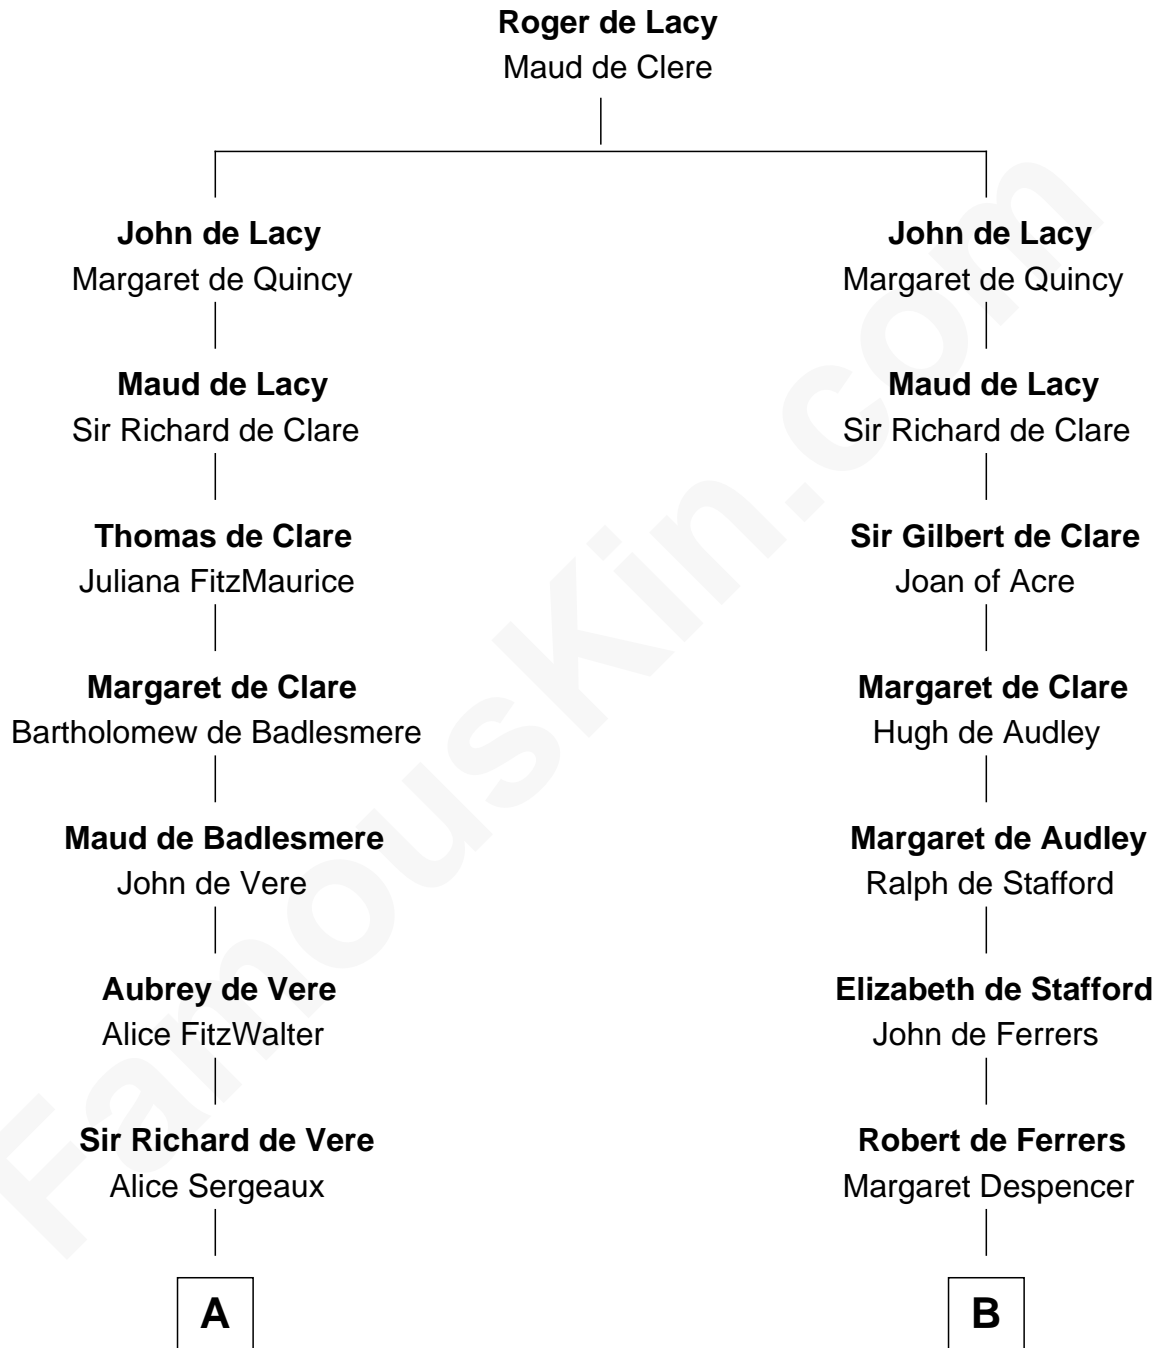 Roger de Lacy
Maud de Clere
John de Lacy
Margaret de Quincy
John de Lacy
Margaret de Quincy
Maud de Lacy
Sir Richard de Clare
Maud de Lacy
Sir Richard de Clare
Thomas de Clare
Juliana FitzMaurice
Sir Gilbert de Clare
Joan of Acre
Margaret de Clare
Bartholomew de Badlesmere
Margaret de Clare
Hugh de Audley
Maud de Badlesmere
John de Vere
Margaret de Audley
Ralph de Stafford
Aubrey de Vere
Alice FitzWalter
Elizabeth de Stafford
John de Ferrers
Sir Richard de Vere
Alice Sergeaux
Robert de Ferrers
Margaret Despencer
A
B
FamousKin.com